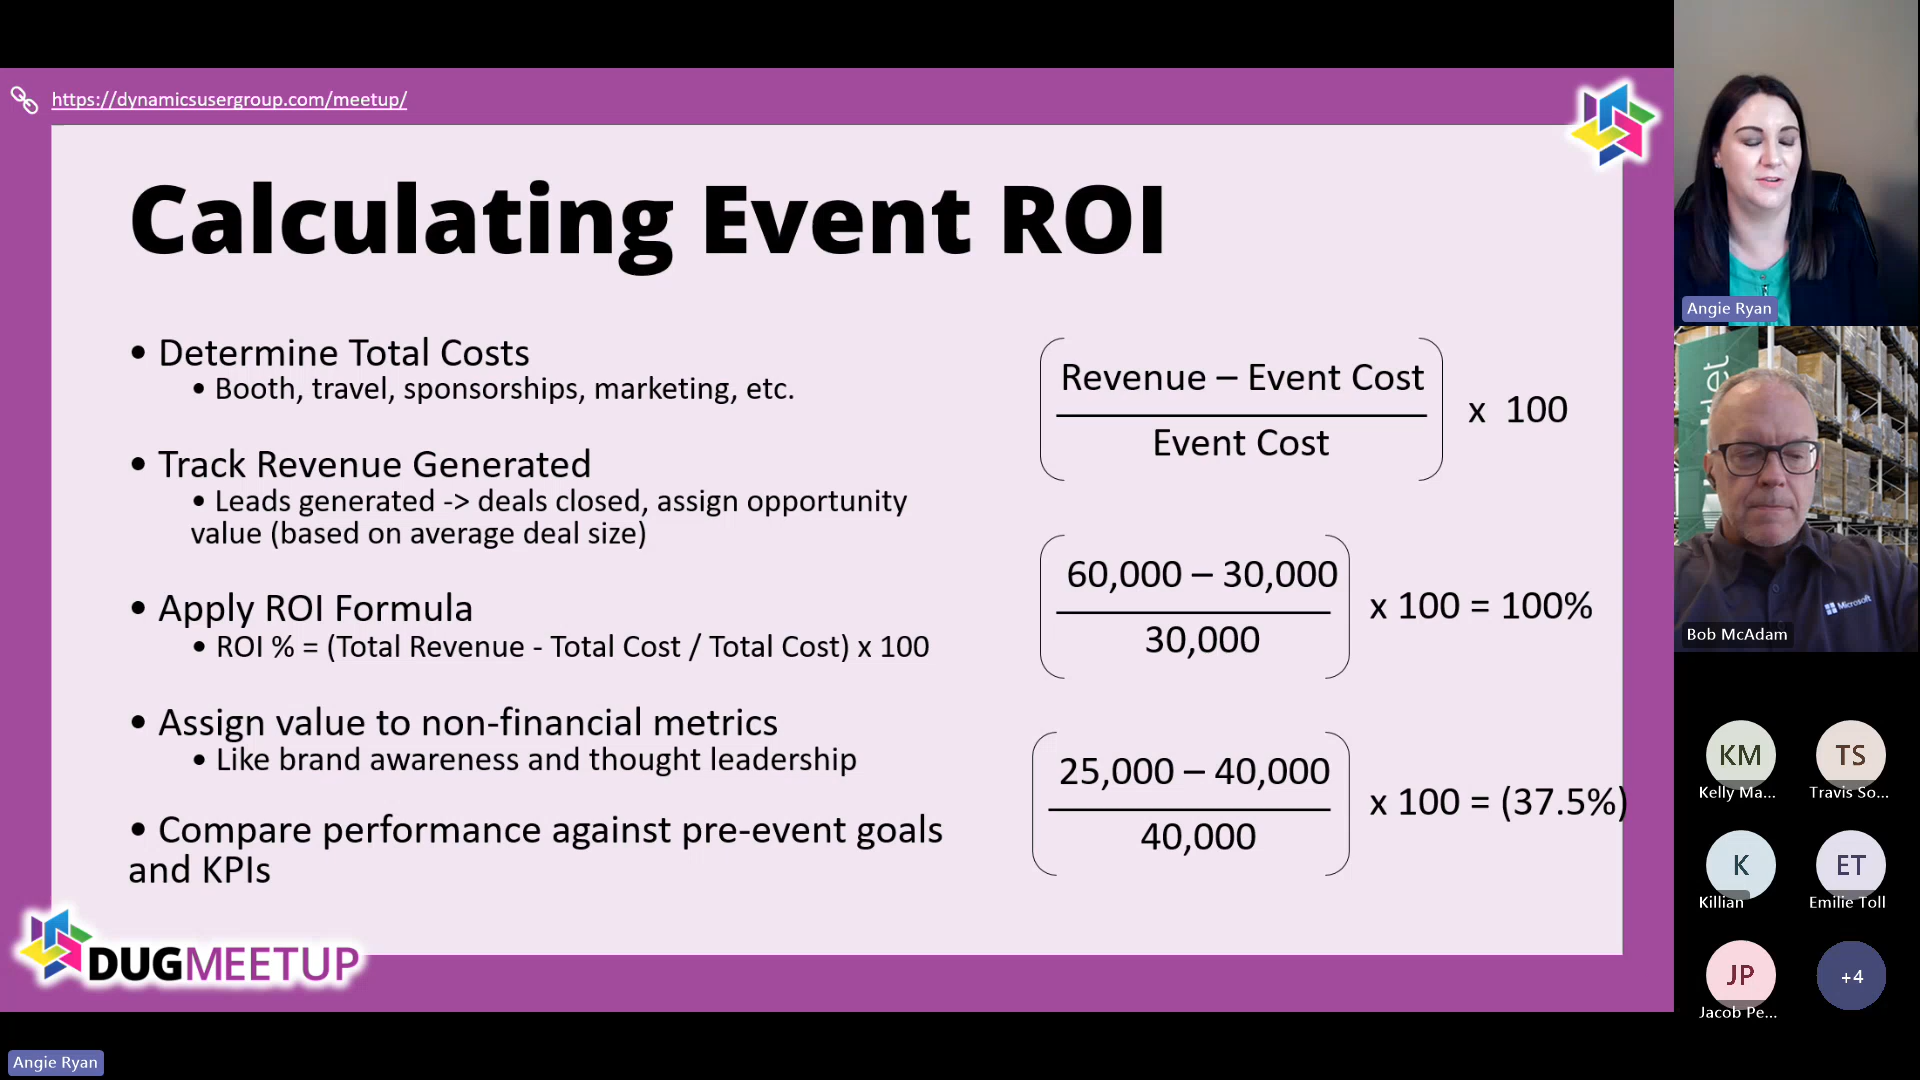 https://dynamicsusergroup.com/meetup/
Calculating Event ROI
• Determine Total Costs
• Booth, travel, sponsorships, marketing, etc.
• Track Revenue Generated
• Leads generated -> deals closed, assign opportunity
value (based on average deal size)
• Apply ROI Formula
• ROI % = (Total Revenue - Total Cost / Total Cost) x 100
• Assign value to non-financial metrics
• Like brand awareness and thought leadership
• Compare performance against pre-event goals
and KPIs
Revenue – Event Cost
Event Cost
x 100
60,000 – 30,000
30,000
x 100 = 100%
25,000 – 40,000
40,000
x 100 = (37.5%)
DUGMEETUP
Angie Ryan
Angie Ryan
Microsoft
Bob McAdam
KM
Kelly Ma...
TS
Travis So...
K
Killian
ET
Emilie Toll
JP
Jacob Pe...
+4